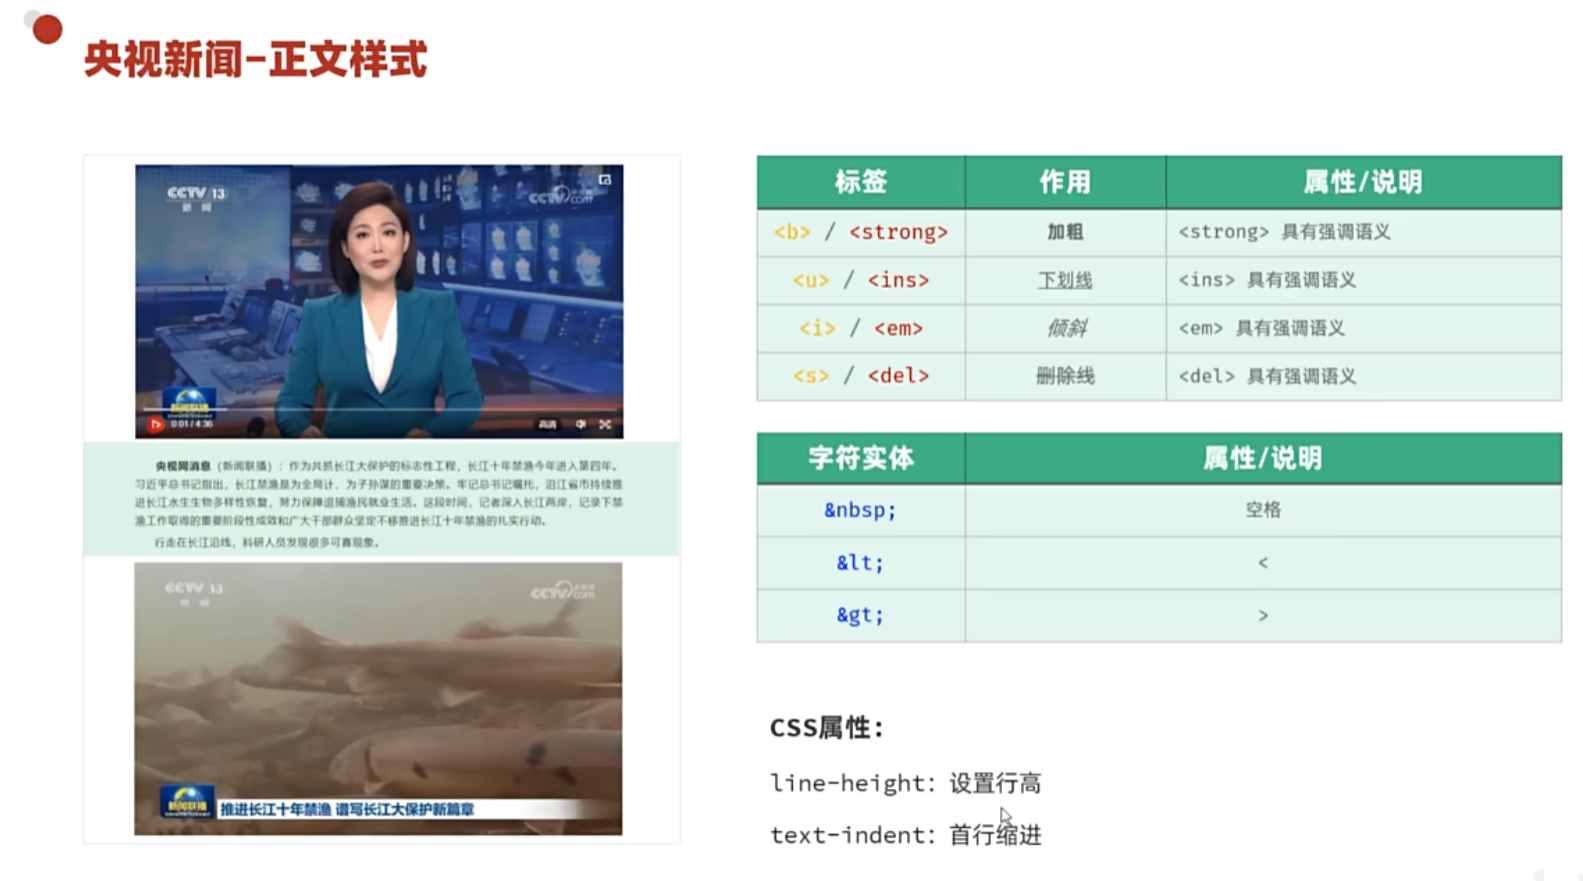 央视新闻-正文样式
CCTV 13
新闻
CCTV com
新闻联播
0:01 / 4:36
高清
央视网消息（新闻联播）：作为共抓长江大保护的标志性工程，长江十年禁渔今年进入第四年。
习近平总书记指出，长江禁渔是为全局计、为子孙谋的重要决策。牢记总书记嘱托，沿江省市持续推
进长江水生生物多样性恢复，努力保障退捕渔民就业生活。这段时间，记者深入长江两岸，记录下禁
渔工作取得的重要阶段性成效和广大干部群众坚定不移推进长江十年禁渔的扎实行动。
行走在长江沿线，科研人员发现很多可喜现象。
CCTV 13
CCTV com
新闻联播
推进长江十年禁渔 谱写长江大保护新篇章
标签 作用 属性/说明
<b> / <strong> 加粗 <strong> 具有强调语义
<u> / <ins> 下划线 <ins> 具有强调语义
<i> / <em> 倾斜 <em> 具有强调语义
<s> / <del> 删除线 <del> 具有强调语义
字符实体 属性/说明
&nbsp; 空格
&lt; <
&gt; >
CSS属性：
line-height：设置行高
text-indent：首行缩进